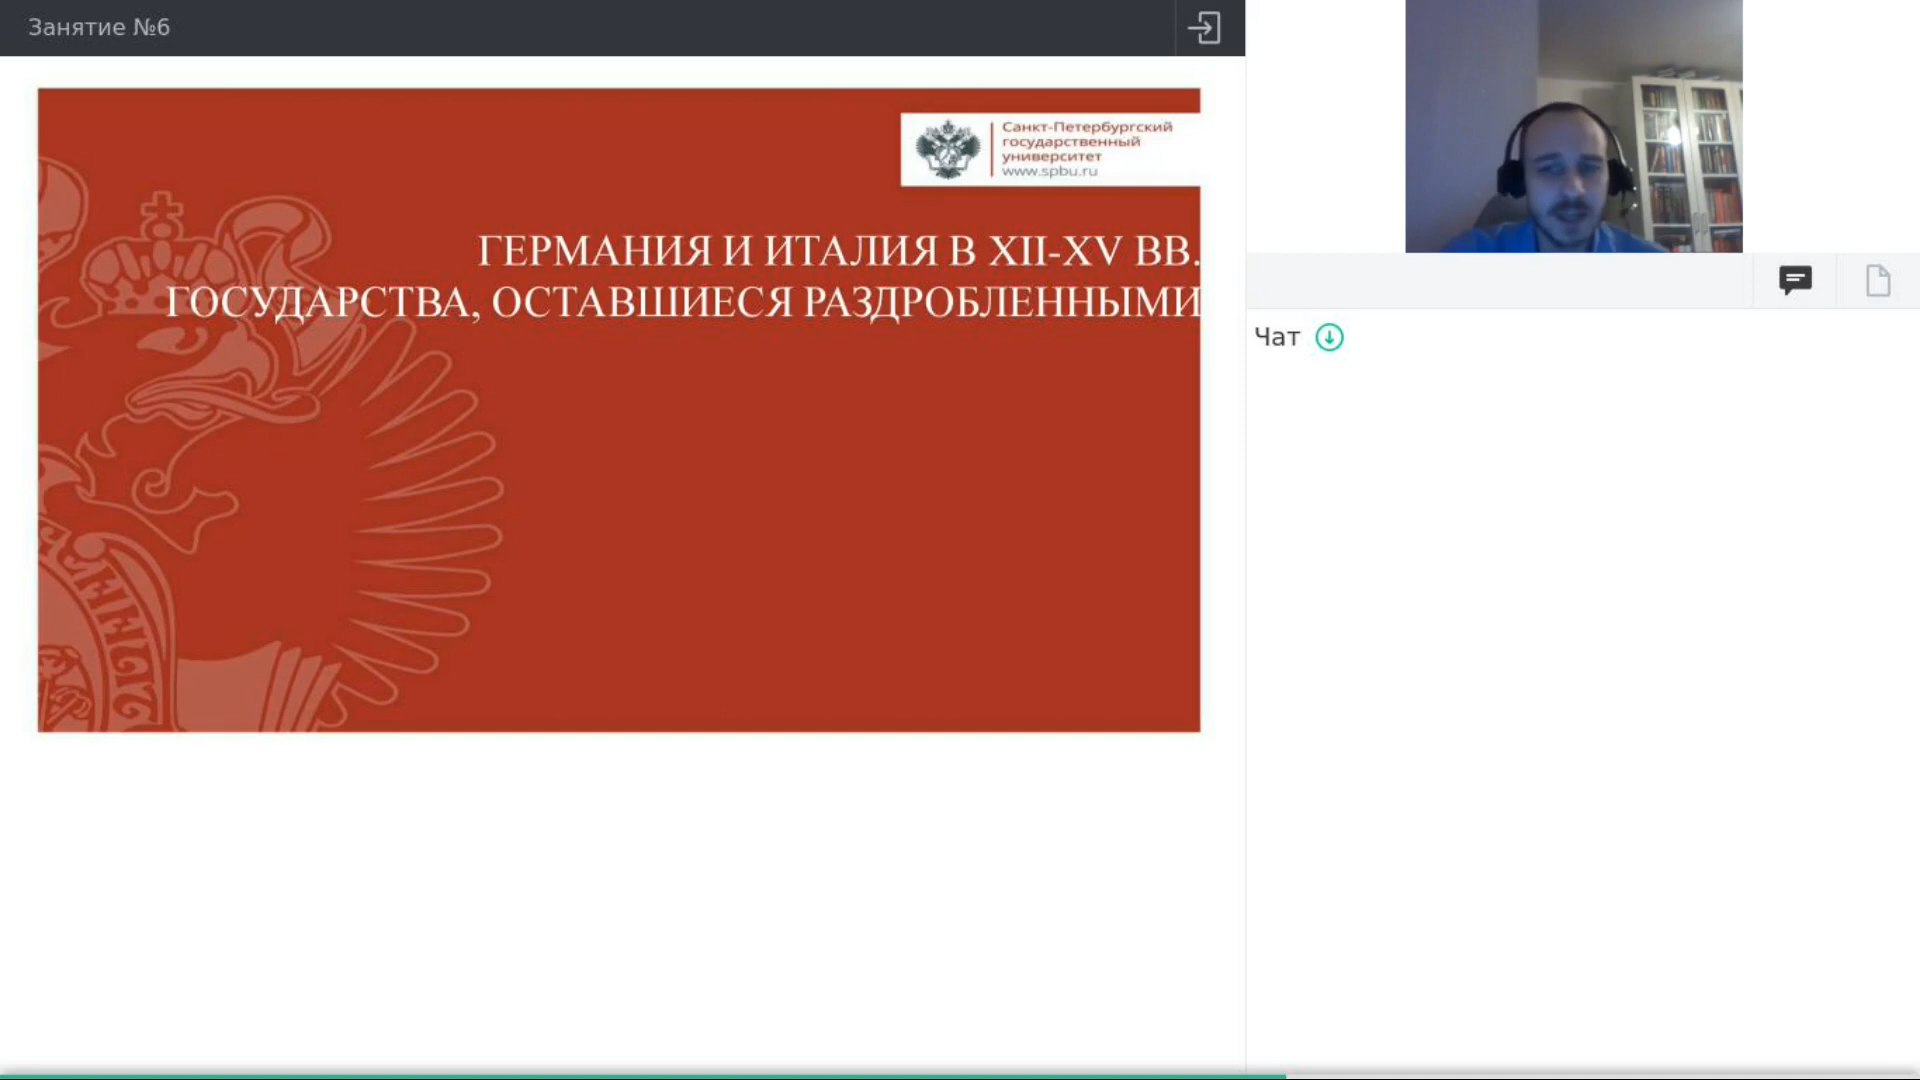 Занятие №6
Санкт-Петербургский
государственный
университет
www.spbu.ru
ГЕРМАНИЯ И ИТАЛИЯ В XII-XV ВВ.
ГОСУДАРСТВА, ОСТАВШИЕСЯ РАЗДРОБЛЕННЫМИ
Чат